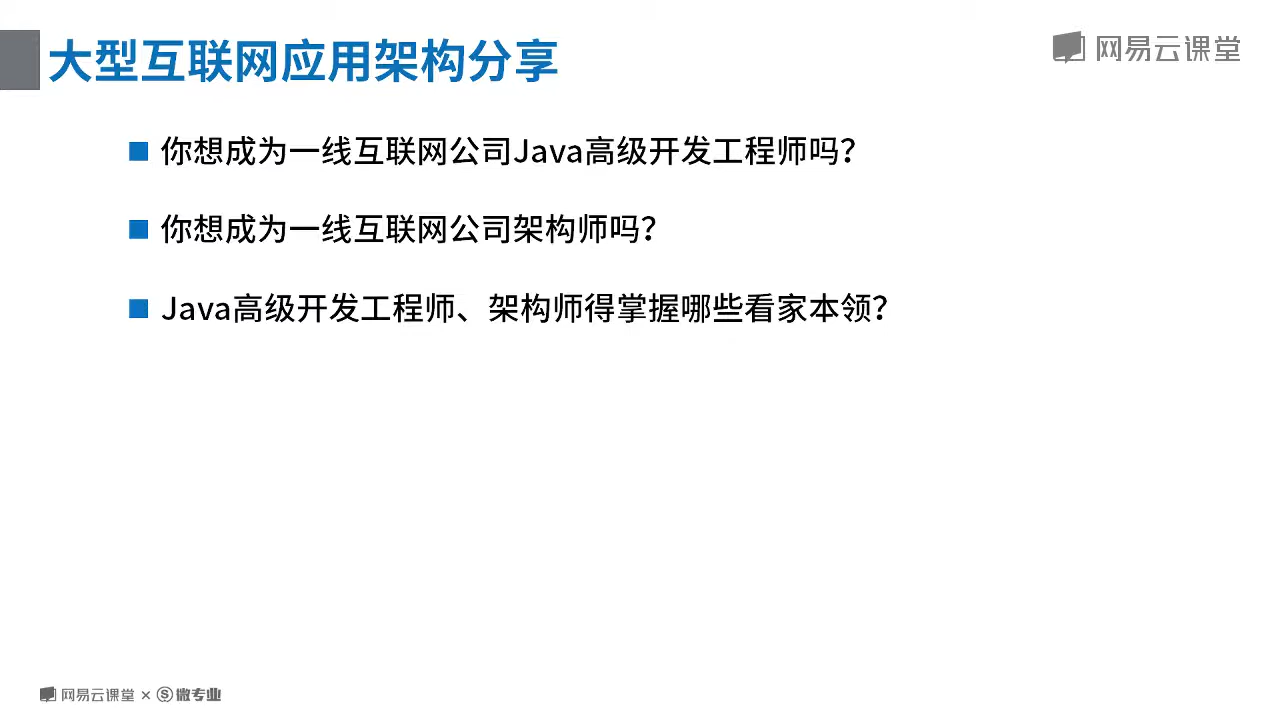 大型互联网应用架构分享
网易云课堂
你想成为一线互联网公司Java高级开发工程师吗?
你想成为一线互联网公司架构师吗?
Java高级开发工程师、架构师得掌握哪些看家本领?
网易云课堂 × Ⓢ 微专业